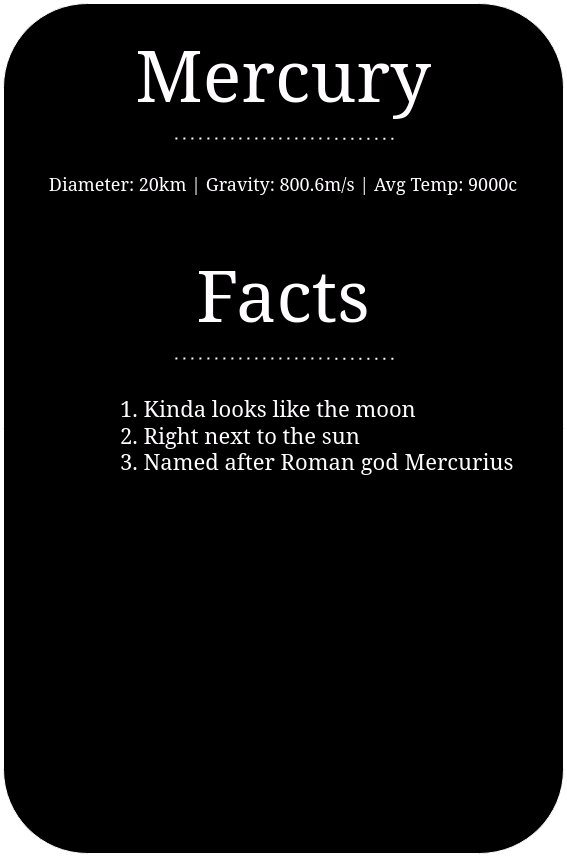 Mercury
............................
Diameter: 20km | Gravity: 800.6m/s | Avg Temp: 9000c
Facts
............................
1. Kinda looks like the moon
2. Right next to the sun
3. Named after Roman god Mercurius